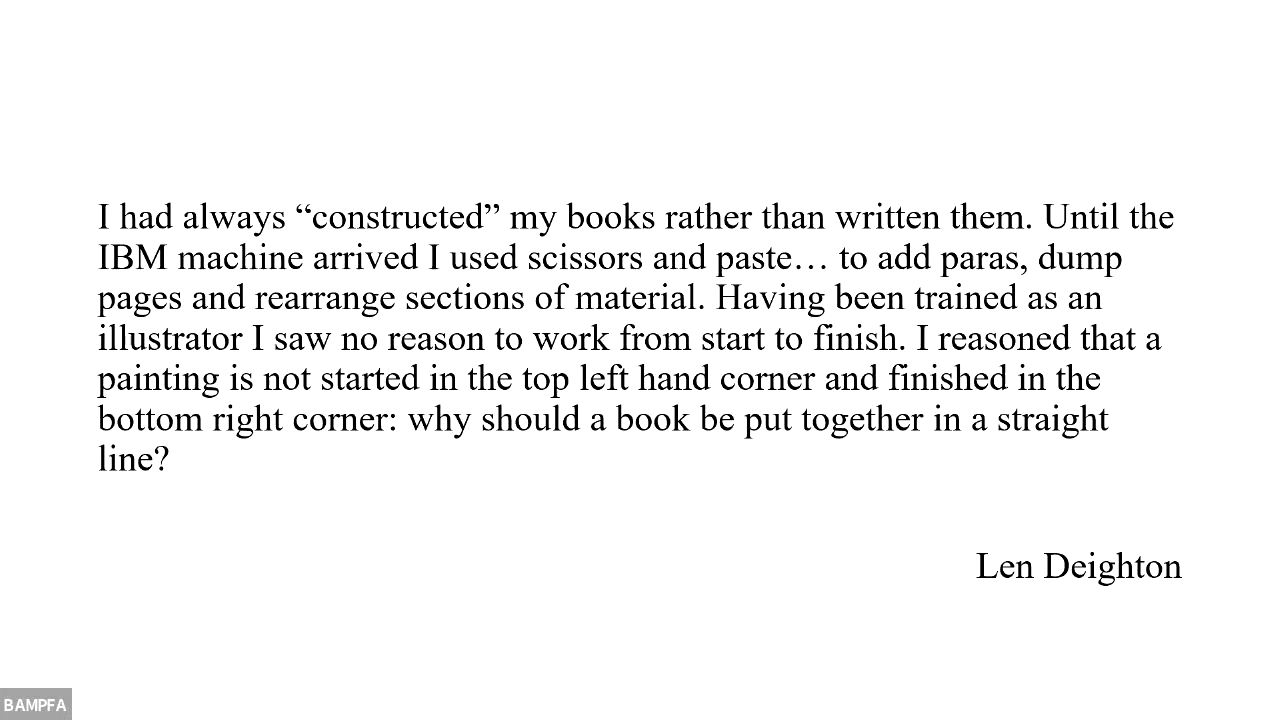 I had always “constructed” my books rather than written them. Until the
IBM machine arrived I used scissors and paste… to add paras, dump
pages and rearrange sections of material. Having been trained as an
illustrator I saw no reason to work from start to finish. I reasoned that a
painting is not started in the top left hand corner and finished in the
bottom right corner: why should a book be put together in a straight
line?
Len Deighton
BAMPFA